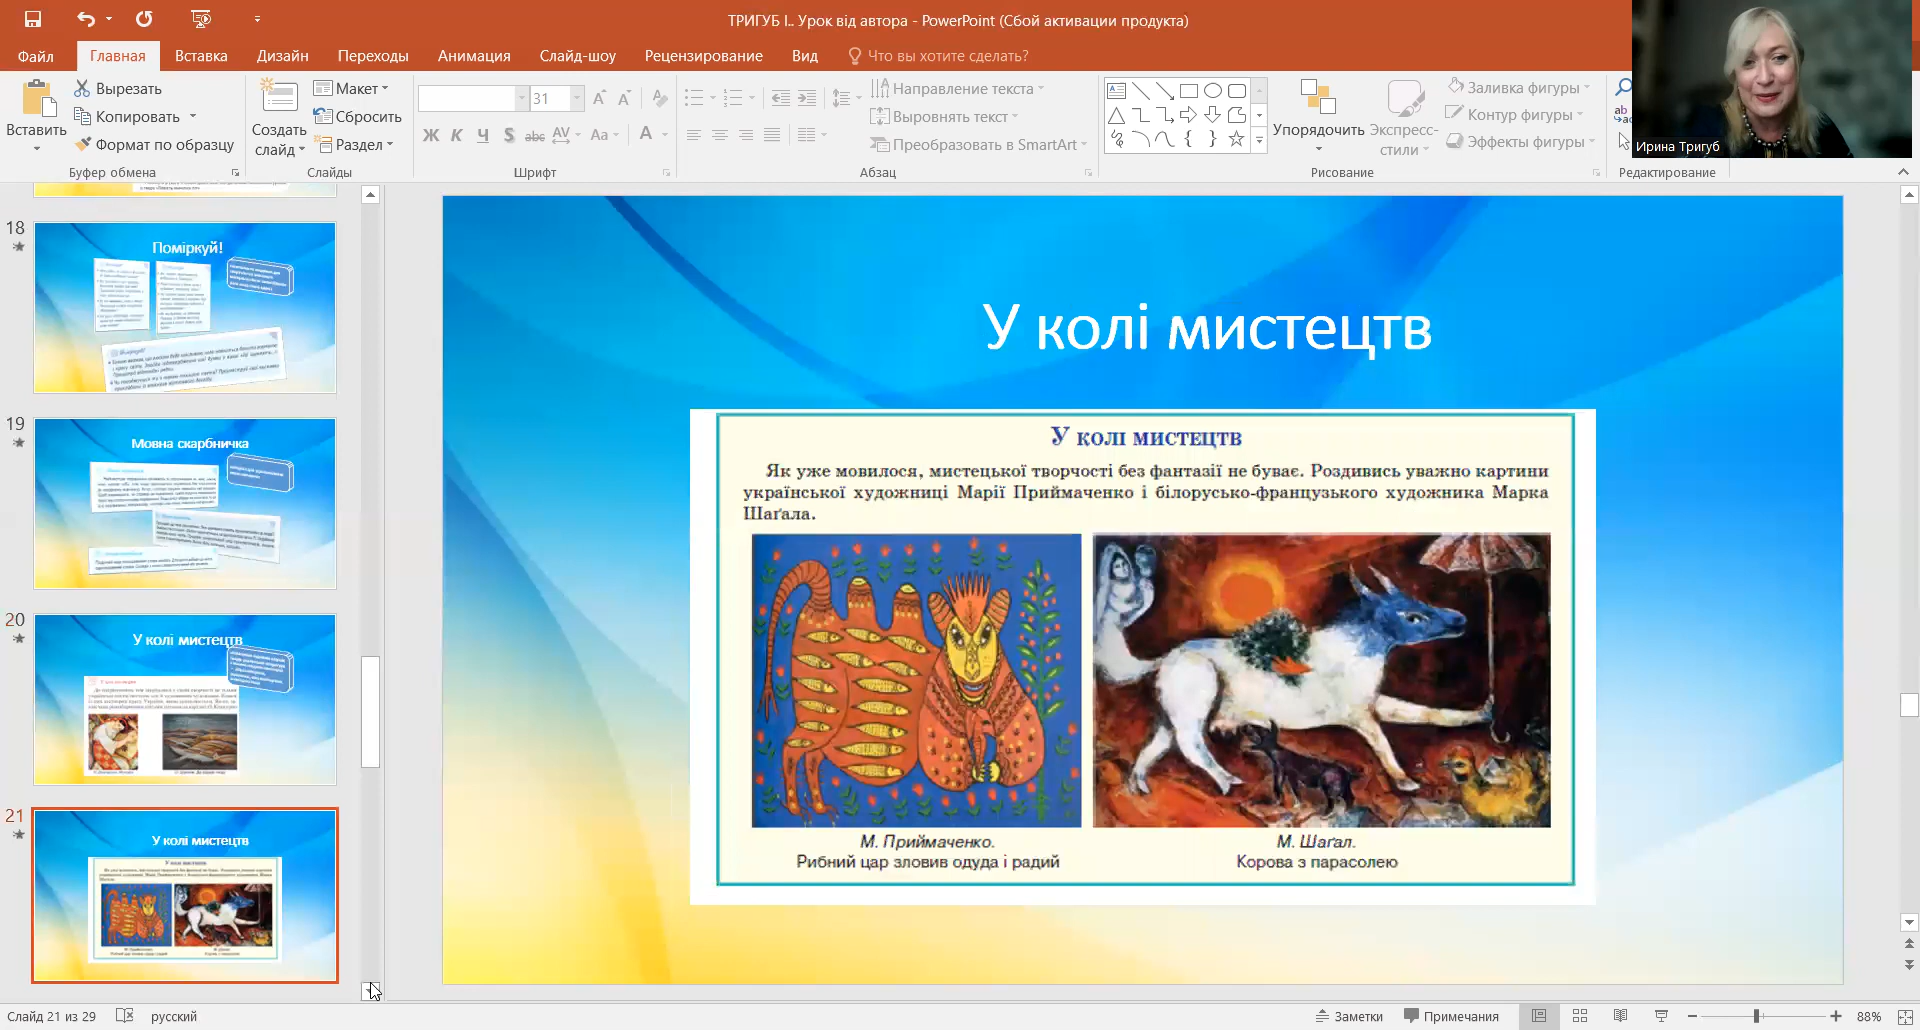 ТРИГУБ І.. Урок від автора - PowerPoint (Сбой активации продукта)
Файл Главная Вставка Дизайн Переходы Анимация Слайд-шоу Рецензирование Вид Что вы хотите сделать?
Вставить
Вырезать
Копировать
Формат по образцу
Буфер обмена
Создать слайд
Макет
Сбросить
Раздел
Слайды
31
Ж К Ч S abc AV Aa A
Шрифт
Направление текста
Выровнять текст
Преобразовать в SmartArt
Абзац
Упорядочить
Экспресс-стили
Заливка фигуры
Контур фигуры
Эффекты фигуры
Рисование
Редактирование
Ирина Тригуб
18
Поміркуй!
19
Мовна скарбничка
20
У колі мистецтв
21
У колі мистецтв
У колі мистецтв
У КОЛІ МИСТЕЦТВ
Як уже мовилося, мистецької творчості без фантазії не буває. Роздивись уважно картини
української художниці Марії Приймаченко і білорусько-французького художника Марка
Шаґала.
М. Приймаченко.
Рибний цар зловив одуда і радий
М. Шаґал.
Корова з парасолею
Слайд 21 из 29 русский Заметки Примечания 88%